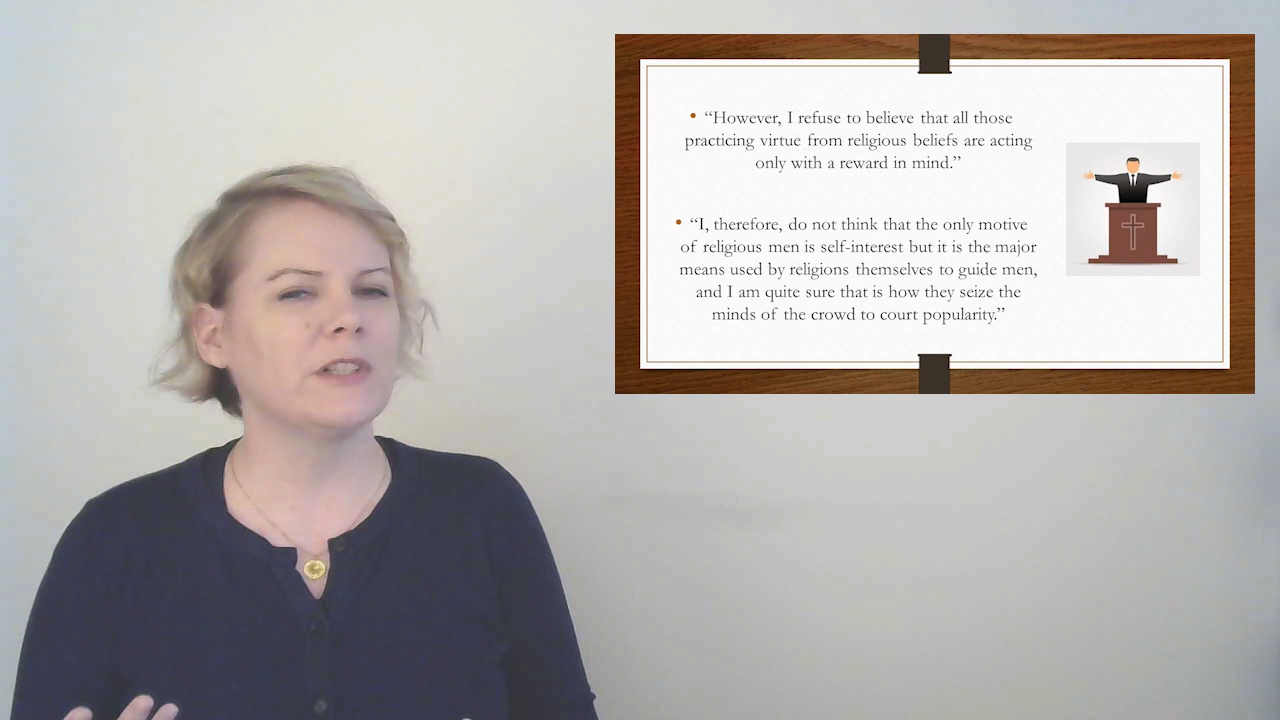 • “However, I refuse to believe that all those
practicing virtue from religious beliefs are acting
only with a reward in mind.”
• “I, therefore, do not think that the only motive
of religious men is self-interest but it is the major
means used by religions themselves to guide men,
and I am quite sure that is how they seize the
minds of the crowd to court popularity.”